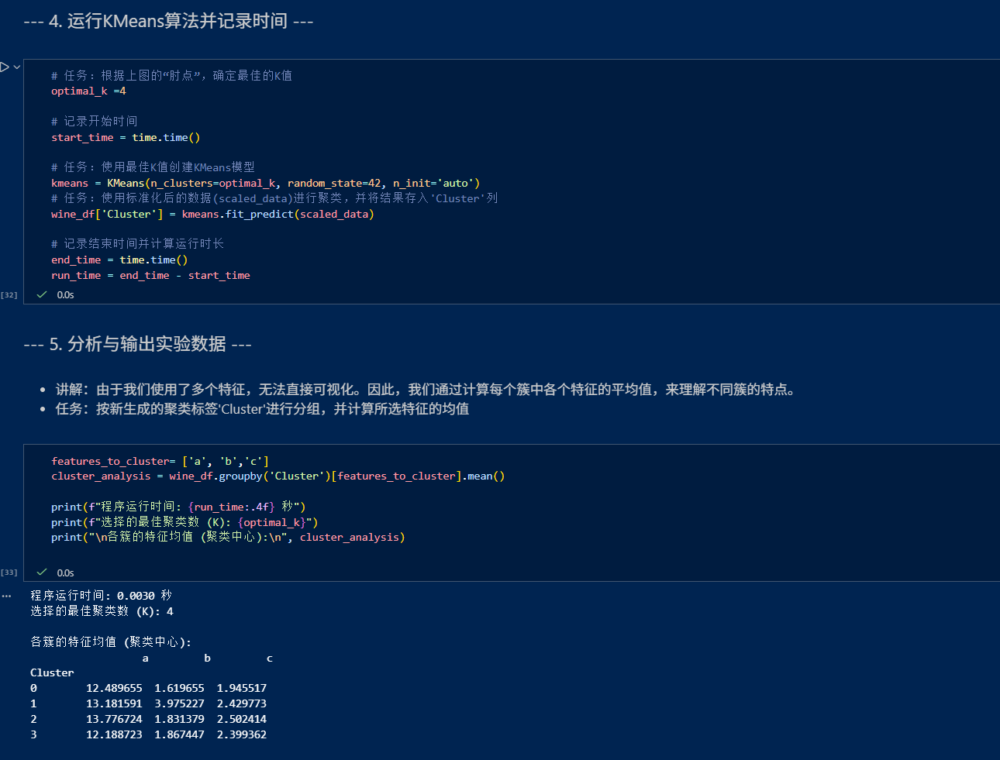 --- 4. 运行KMeans算法并记录时间 ---
# 任务：根据上图的“肘点”，确定最佳的K值
optimal_k =4
# 记录开始时间
start_time = time.time()
# 任务：使用最佳K值创建KMeans模型
kmeans = KMeans(n_clusters=optimal_k, random_state=42, n_init='auto')
# 任务：使用标准化后的数据(scaled_data)进行聚类，并将结果存入'Cluster'列
wine_df['Cluster'] = kmeans.fit_predict(scaled_data)
# 记录结束时间并计算运行时长
end_time = time.time()
run_time = end_time - start_time
[32] 0.0s
--- 5. 分析与输出实验数据 ---
• 讲解：由于我们使用了多个特征，无法直接可视化。因此，我们通过计算每个簇中各个特征的平均值，来理解不同簇的特点。
• 任务：按新生成的聚类标签'Cluster'进行分组，并计算所选特征的均值
features_to_cluster= ['a', 'b','c']
cluster_analysis = wine_df.groupby('Cluster')[features_to_cluster].mean()
print(f"程序运行时间: {run_time:.4f} 秒")
print(f"选择的最佳聚类数 (K): {optimal_k}")
print("\n各簇的特征均值 (聚类中心):\n", cluster_analysis)
[33] 0.0s
程序运行时间: 0.0030 秒
选择的最佳聚类数 (K): 4
各簇的特征均值 (聚类中心):
a b c
Cluster
0 12.489655 1.619655 1.945517
1 13.181591 3.975227 2.429773
2 13.776724 1.831379 2.502414
3 12.188723 1.867447 2.399362